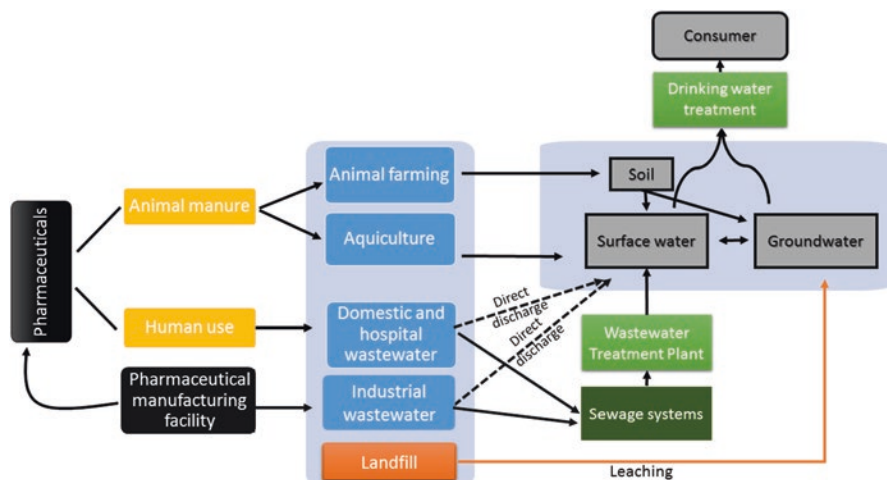 Consumer
Drinking water
treatment
Animal farming
Soil
Animal manure
Aquiculture
Surface water
Groundwater
Pharmaceuticals
Direct
discharge
Human use
Domestic and
hospital wastewater
Direct
discharge
Wastewater
Treatment Plant
Pharmaceutical
manufacturing
facility
Industrial
wastewater
Sewage systems
Landfill
Leaching